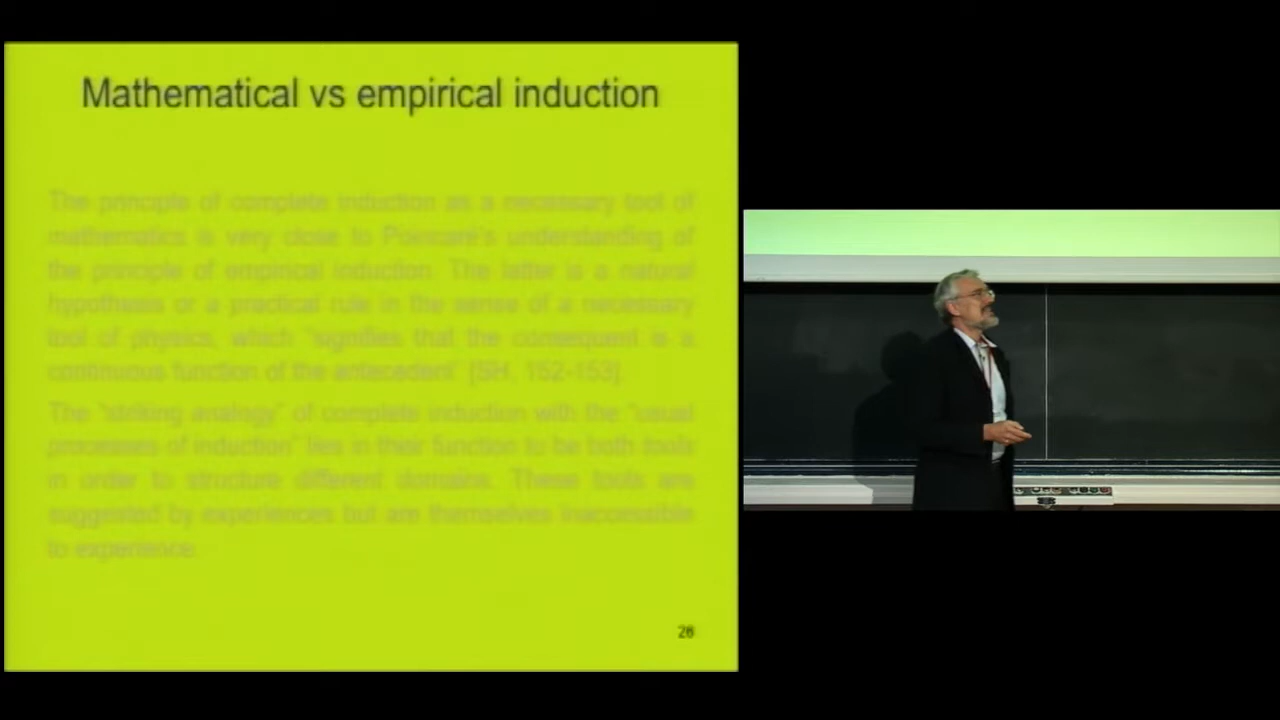 Mathematical vs empirical induction
The principle of complete induction as a necessary tool of
mathematics is very close to Poincaré's understanding of
the principle of empirical induction. The latter is a natural
hypothesis or a practical rule in the sense of a necessary
tool of physics, which "signifies that the consequent is a
continuous function of the antecedent" [SH, 152-153].
The "striking analogy" of complete induction with the "usual
processes of induction" lies in their function to be both tools
in order to structure different domains. These tools are
suggested by experiences but are themselves inaccessible
to experience.